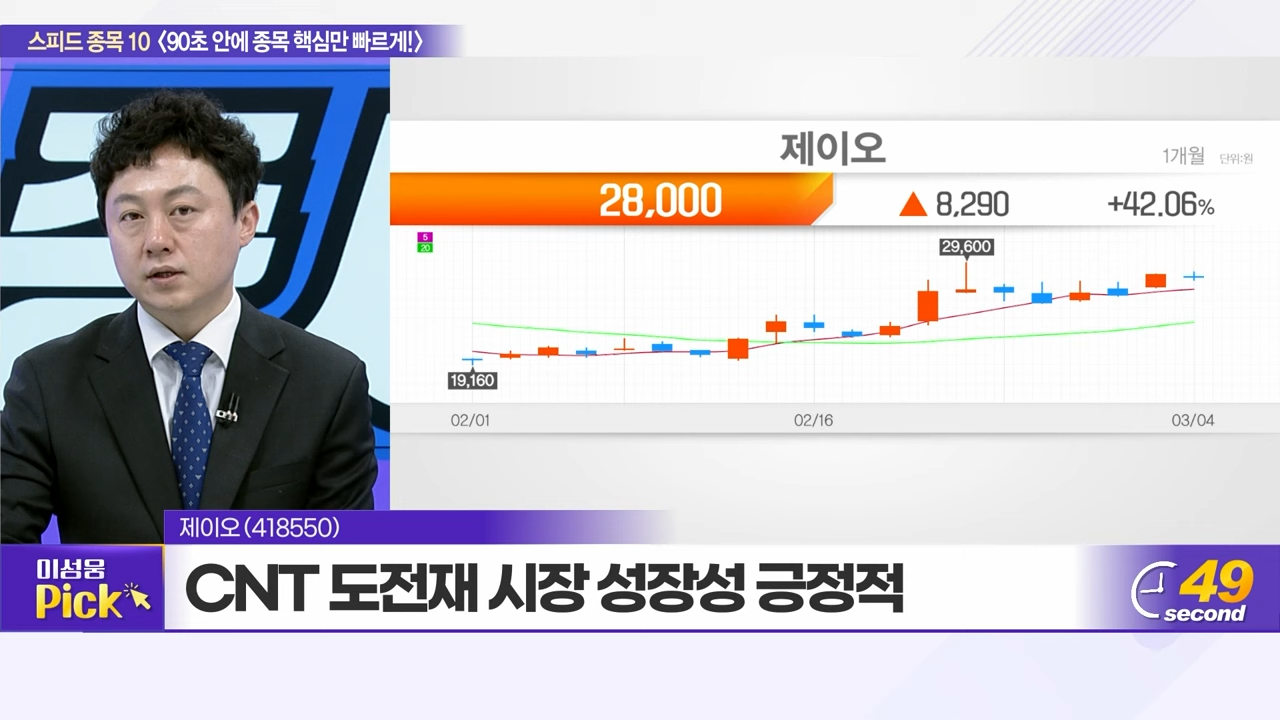 스피드 종목 10 〈90초 안에 종목 핵심만 빠르게!〉
제이오
1개월 단위:원
28,000 ▲ 8,290 +42.06%
5
20
29,600
19,160
02/01 02/16 03/04
제이오(418550)
미섬웅
Pick
CNT 도전재 시장 성장성 긍정적
49
second